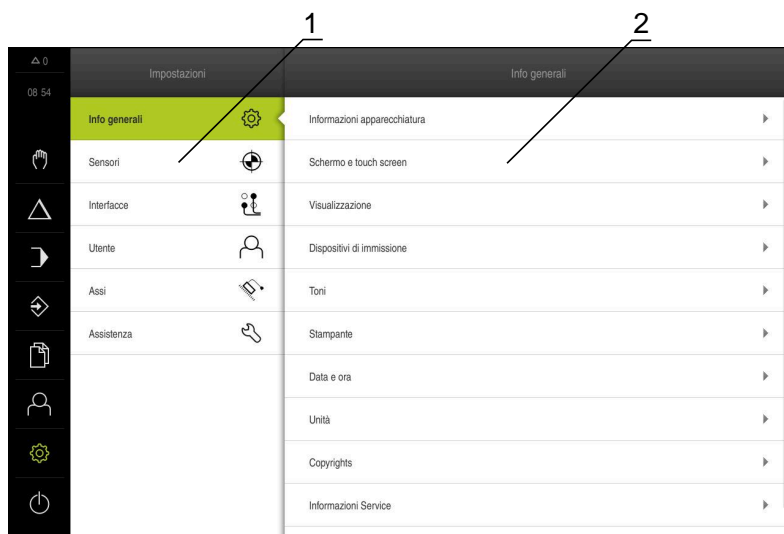 1
2
△ 0
08 54
Impostazioni
Info generali
Info generali
Sensori
Interfacce
Utente
Assi
Assistenza
Informazioni apparecchiatura
Schermo e touch screen
Visualizzazione
Dispositivi di immissione
Toni
Stampante
Data e ora
Unità
Copyrights
Informazioni Service